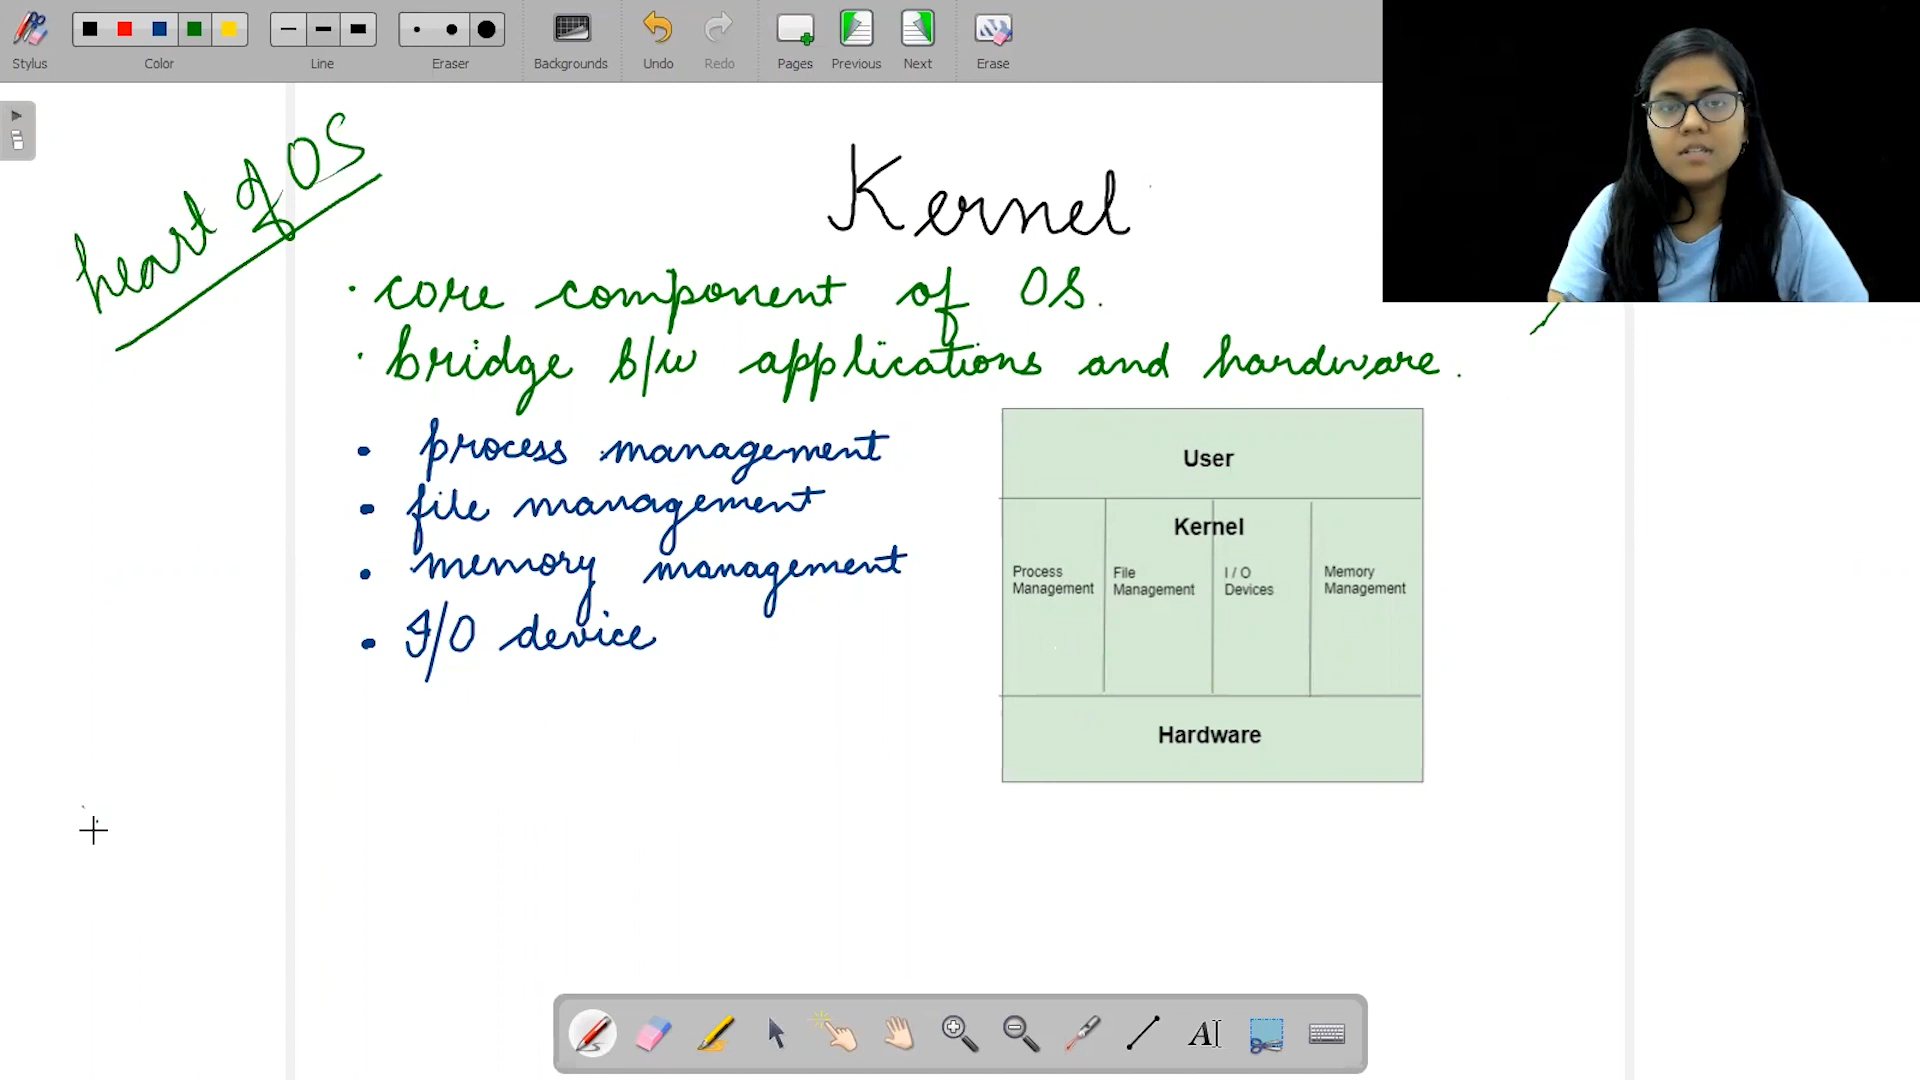 Stylus
Color
Line
Eraser
Backgrounds
Undo
Redo
Pages
Previous
Next
Erase
heart of OS
Kernel
· core component of OS.
· bridge b/w applications and hardware.
• process management
• file management
• memory management
• I/O device
User
Kernel
Process Management
File Management
I / O Devices
Memory Management
Hardware